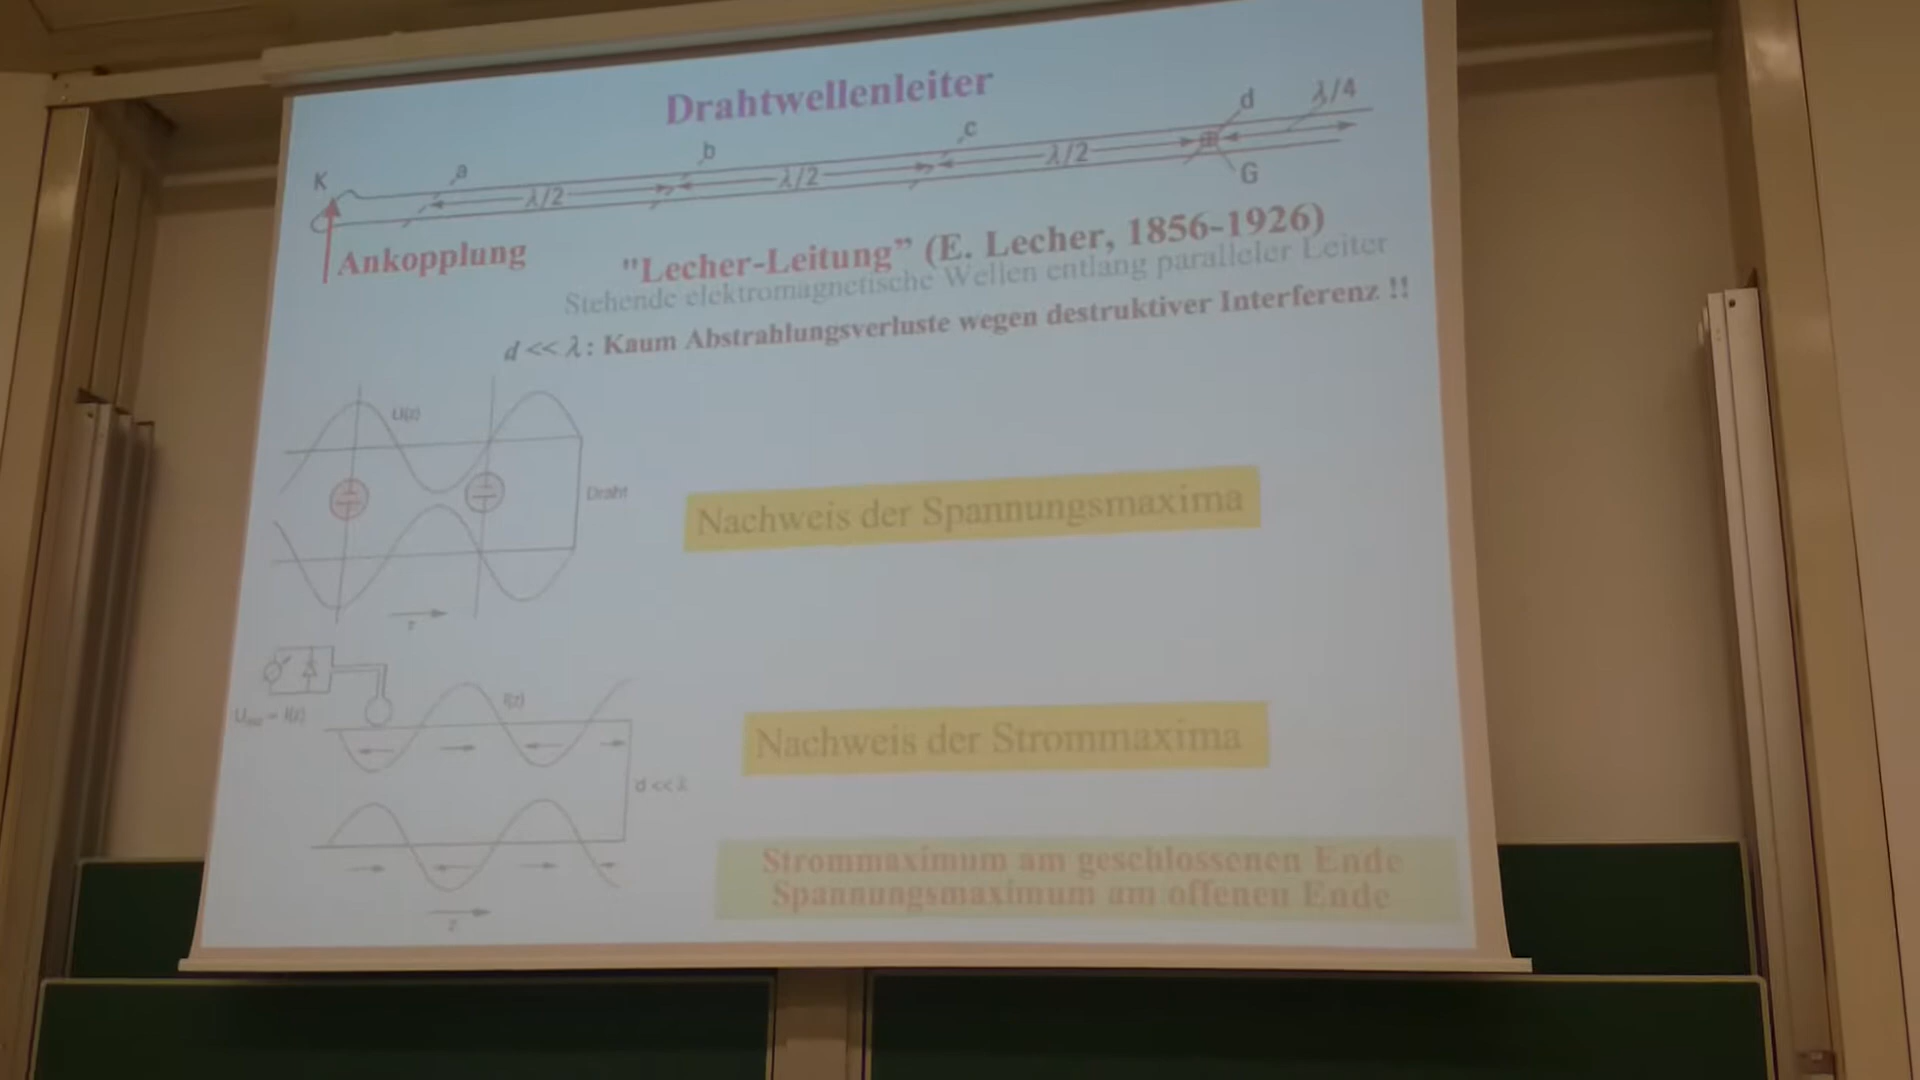 Drahtwellenleiter
K
a
b
c
d
λ/4
λ/2
λ/2
λ/2
G
Ankopplung
"Lecher-Leitung” (E. Lecher, 1856-1926)
Stehende elektromagnetische Wellen entlang paralleler Leiter
d << λ: Kaum Abstrahlungsverluste wegen destruktiver Interferenz !!
U(z)
Draht
Nachweis der Spannungsmaxima
I(z)
Nachweis der Strommaxima
d << λ
Strommaximum am geschlossenen Ende
Spannungsmaximum am offenen Ende
z